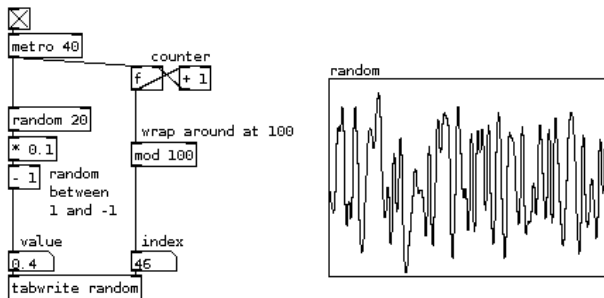 metro 40
counter
f
+ 1
random
random 20
wrap around at 100
* 0.1
mod 100
- 1
random
between
1 and -1
value
index
0.4
46
tabwrite random